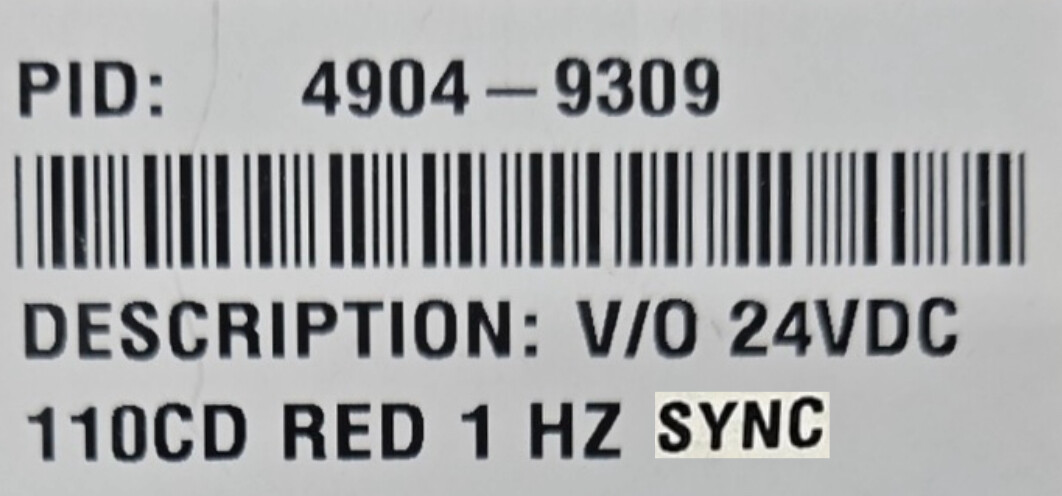 PID: 4904-9309
DESCRIPTION: V/O 24VDC
110CD RED 1 HZ SYNC